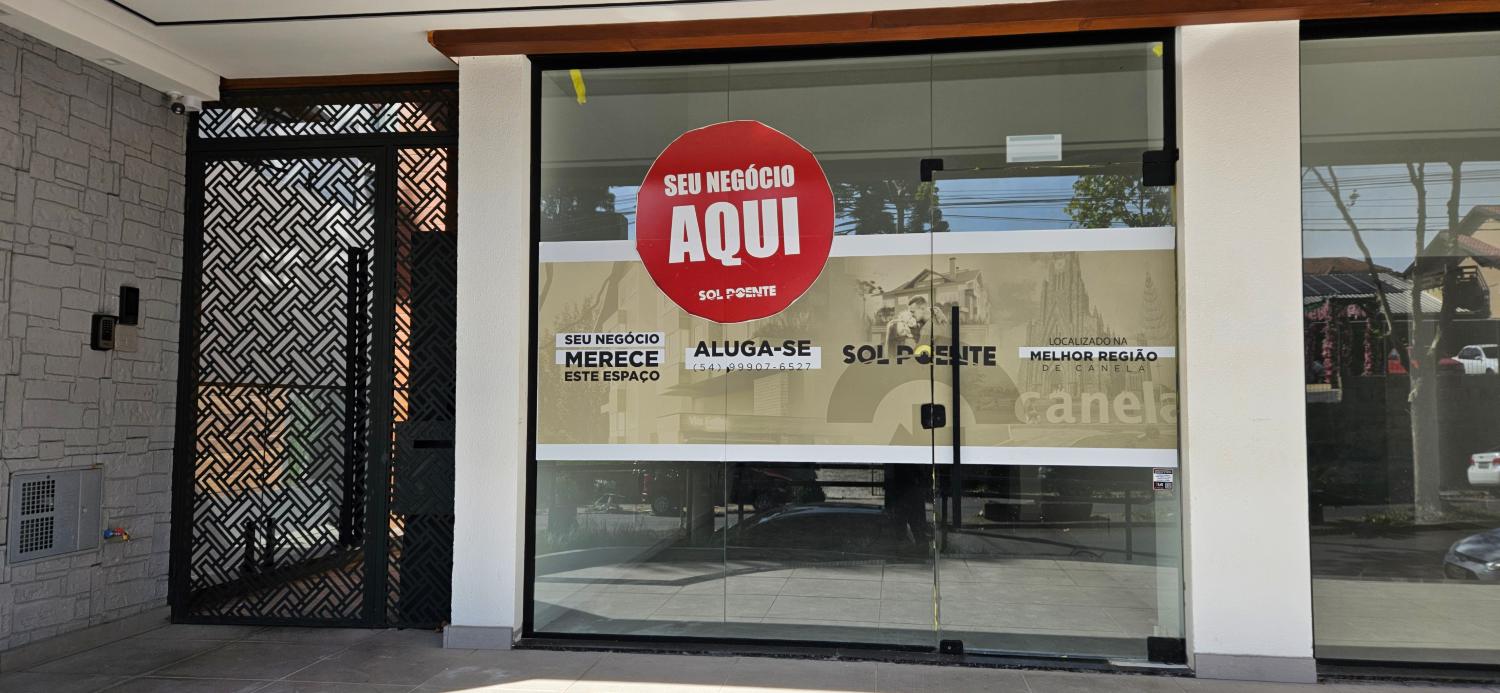 SEU NEGÓCIO
AQUI
SOL POENTE
SEU NEGÓCIO
MERECE
ESTE ESPAÇO
ALUGA-SE
(54) 99907-6527
SOL POENTE
LOCALIZADO NA
MELHOR REGIÃO
DE CANELA
canela